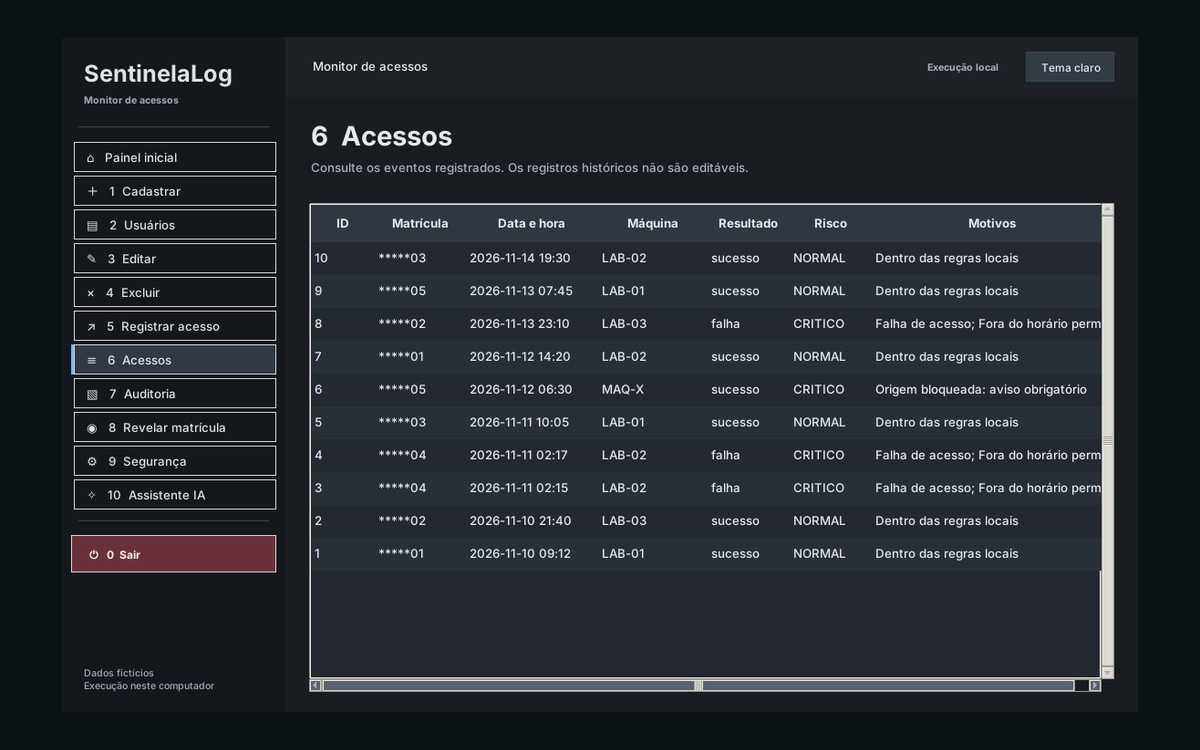 SentinelaLog
Monitor de acessos
⌂ Painel inicial
+ 1 Cadastrar
▤ 2 Usuários
✎ 3 Editar
× 4 Excluir
↗ 5 Registrar acesso
≡ 6 Acessos
▧ 7 Auditoria
◉ 8 Revelar matrícula
⚙ 9 Segurança
✧ 10 Assistente IA
⏻ 0 Sair
Dados fictícios
Execução neste computador
Monitor de acessos
Execução local
Tema claro
6 Acessos
Consulte os eventos registrados. Os registros históricos não são editáveis.
ID Matrícula Data e hora Máquina Resultado Risco Motivos
10 *****03 2026-11-14 19:30 LAB-02 sucesso NORMAL Dentro das regras locais
9 *****05 2026-11-13 07:45 LAB-01 sucesso NORMAL Dentro das regras locais
8 *****02 2026-11-13 23:10 LAB-03 falha CRITICO Falha de acesso; Fora do horário perm
7 *****01 2026-11-12 14:20 LAB-02 sucesso NORMAL Dentro das regras locais
6 *****05 2026-11-12 06:30 MAQ-X sucesso CRITICO Origem bloqueada: aviso obrigatório
5 *****03 2026-11-11 10:05 LAB-01 sucesso NORMAL Dentro das regras locais
4 *****04 2026-11-11 02:17 LAB-02 falha CRITICO Falha de acesso; Fora do horário perm
3 *****04 2026-11-11 02:15 LAB-02 falha CRITICO Falha de acesso; Fora do horário perm
2 *****02 2026-11-10 21:40 LAB-03 sucesso NORMAL Dentro das regras locais
1 *****01 2026-11-10 09:12 LAB-01 sucesso NORMAL Dentro das regras locais